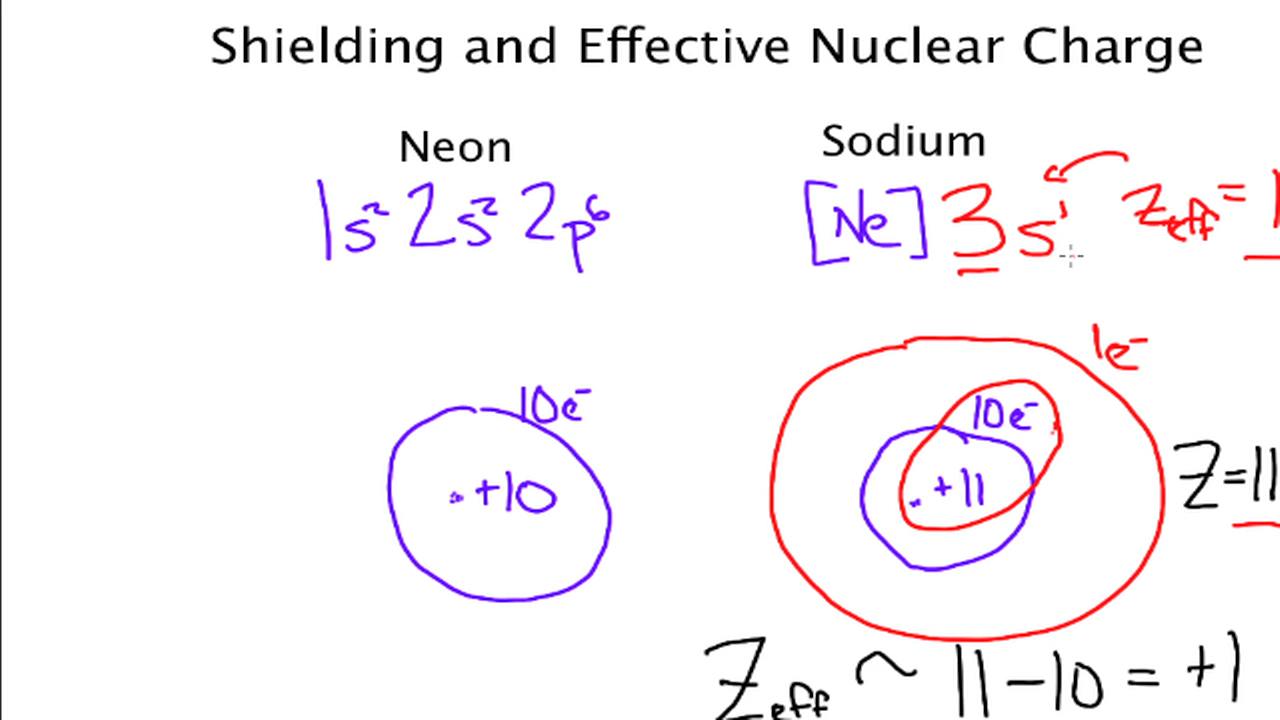 Shielding and Effective Nuclear Charge
Neon
Sodium
1s² 2s² 2p⁶
[Ne] 3s¹ Zeff = 1
1e⁻
10e⁻
10e⁻
+10
+11
Z=11
Zeff ~ 11-10 = +1